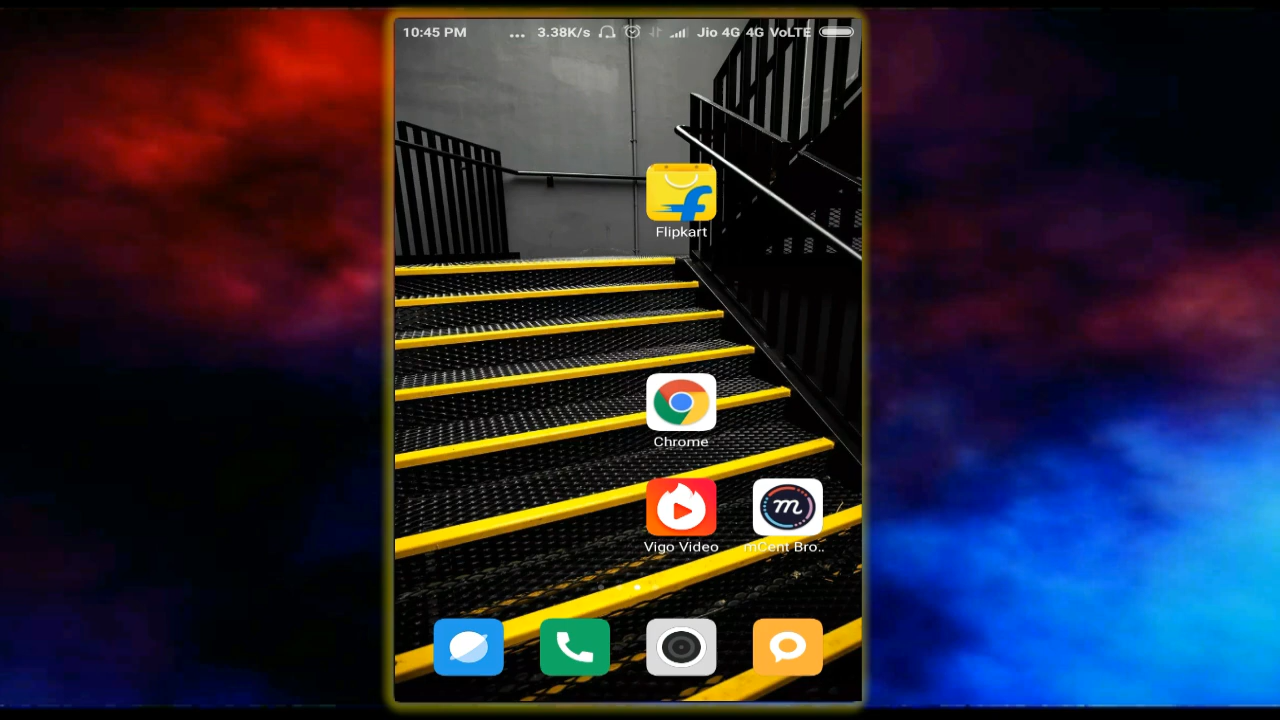 10:45 PM ... 3.38K/s Jio 4G 4G VoLTE
Flipkart
Chrome
Vigo Video mCent Bro..